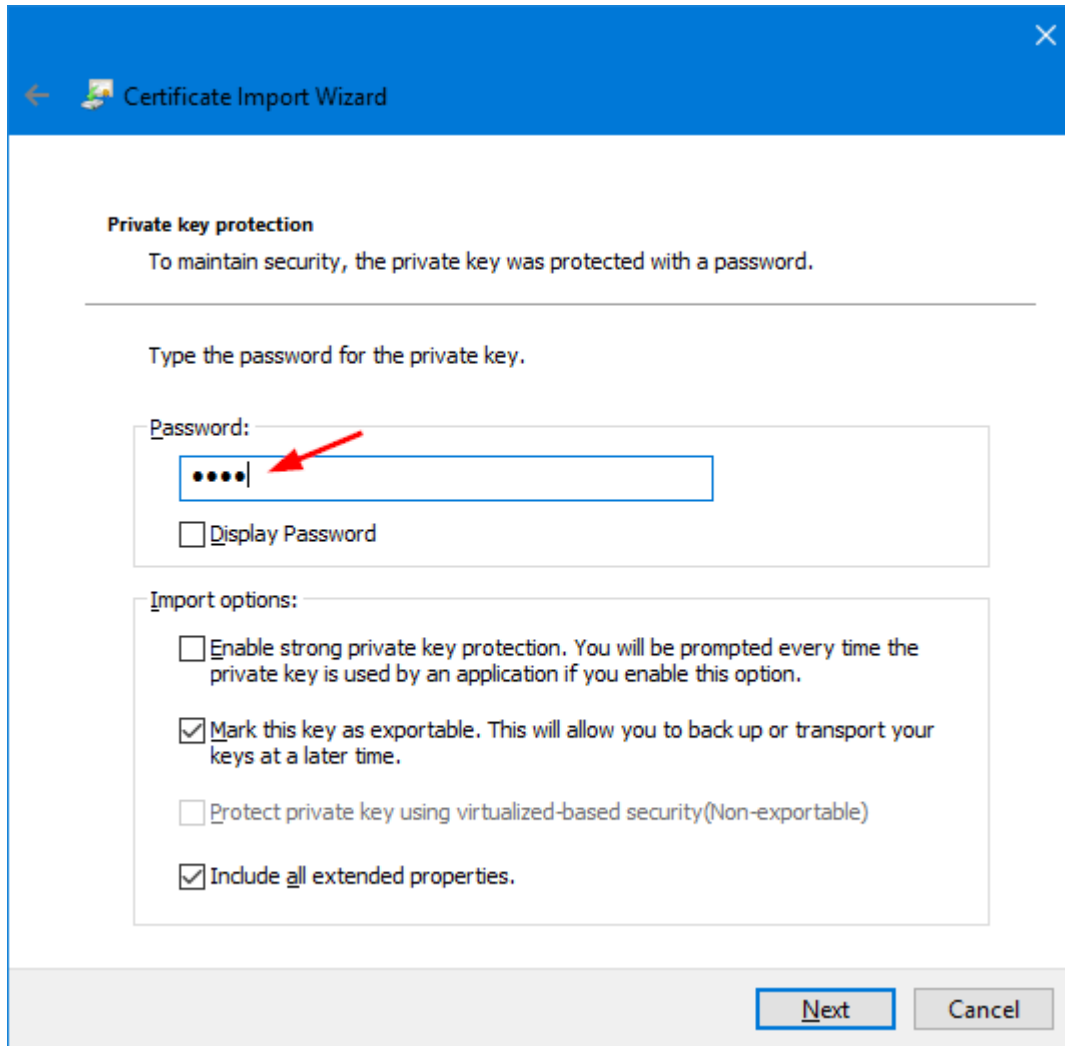 Certificate Import Wizard
Private key protection
To maintain security, the private key was protected with a password.
Type the password for the private key.
Password:
••••
Display Password
Import options:
Enable strong private key protection. You will be prompted every time the
private key is used by an application if you enable this option.
Mark this key as exportable. This will allow you to back up or transport your
keys at a later time.
Protect private key using virtualized-based security(Non-exportable)
Include all extended properties.
Next Cancel